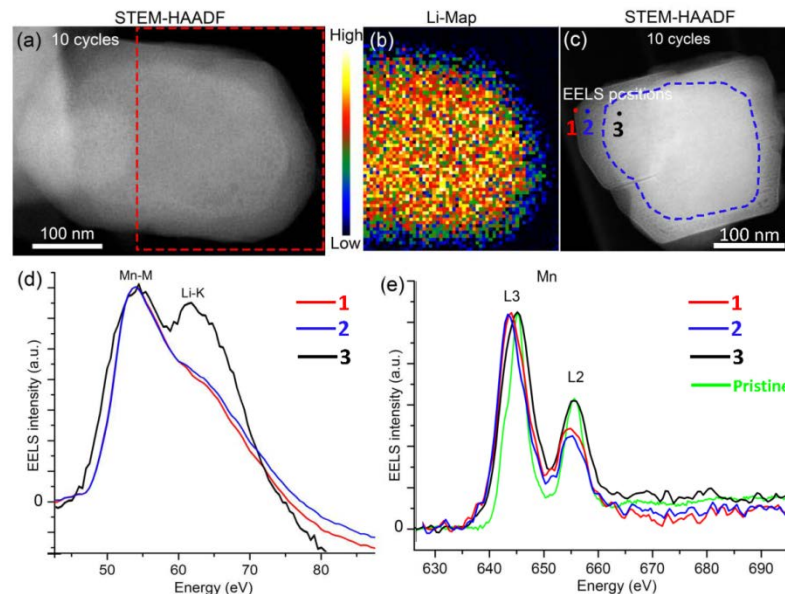 STEM-HAADF
Li-Map
STEM-HAADF
(a) 10 cycles
100 nm
High
Low
(b)
(c)
10 cycles
EELS positions
1 2 3
100 nm
(d)
Mn-M
Li-K
1
2
3
EELS intensity (a.u.)
0
50 60 70 80
Energy (eV)
(e)
Mn
L3
L2
1
2
3
Pristine
EELS intensity (a.u.)
0
630 640 650 660 670 680 690
Energy (eV)